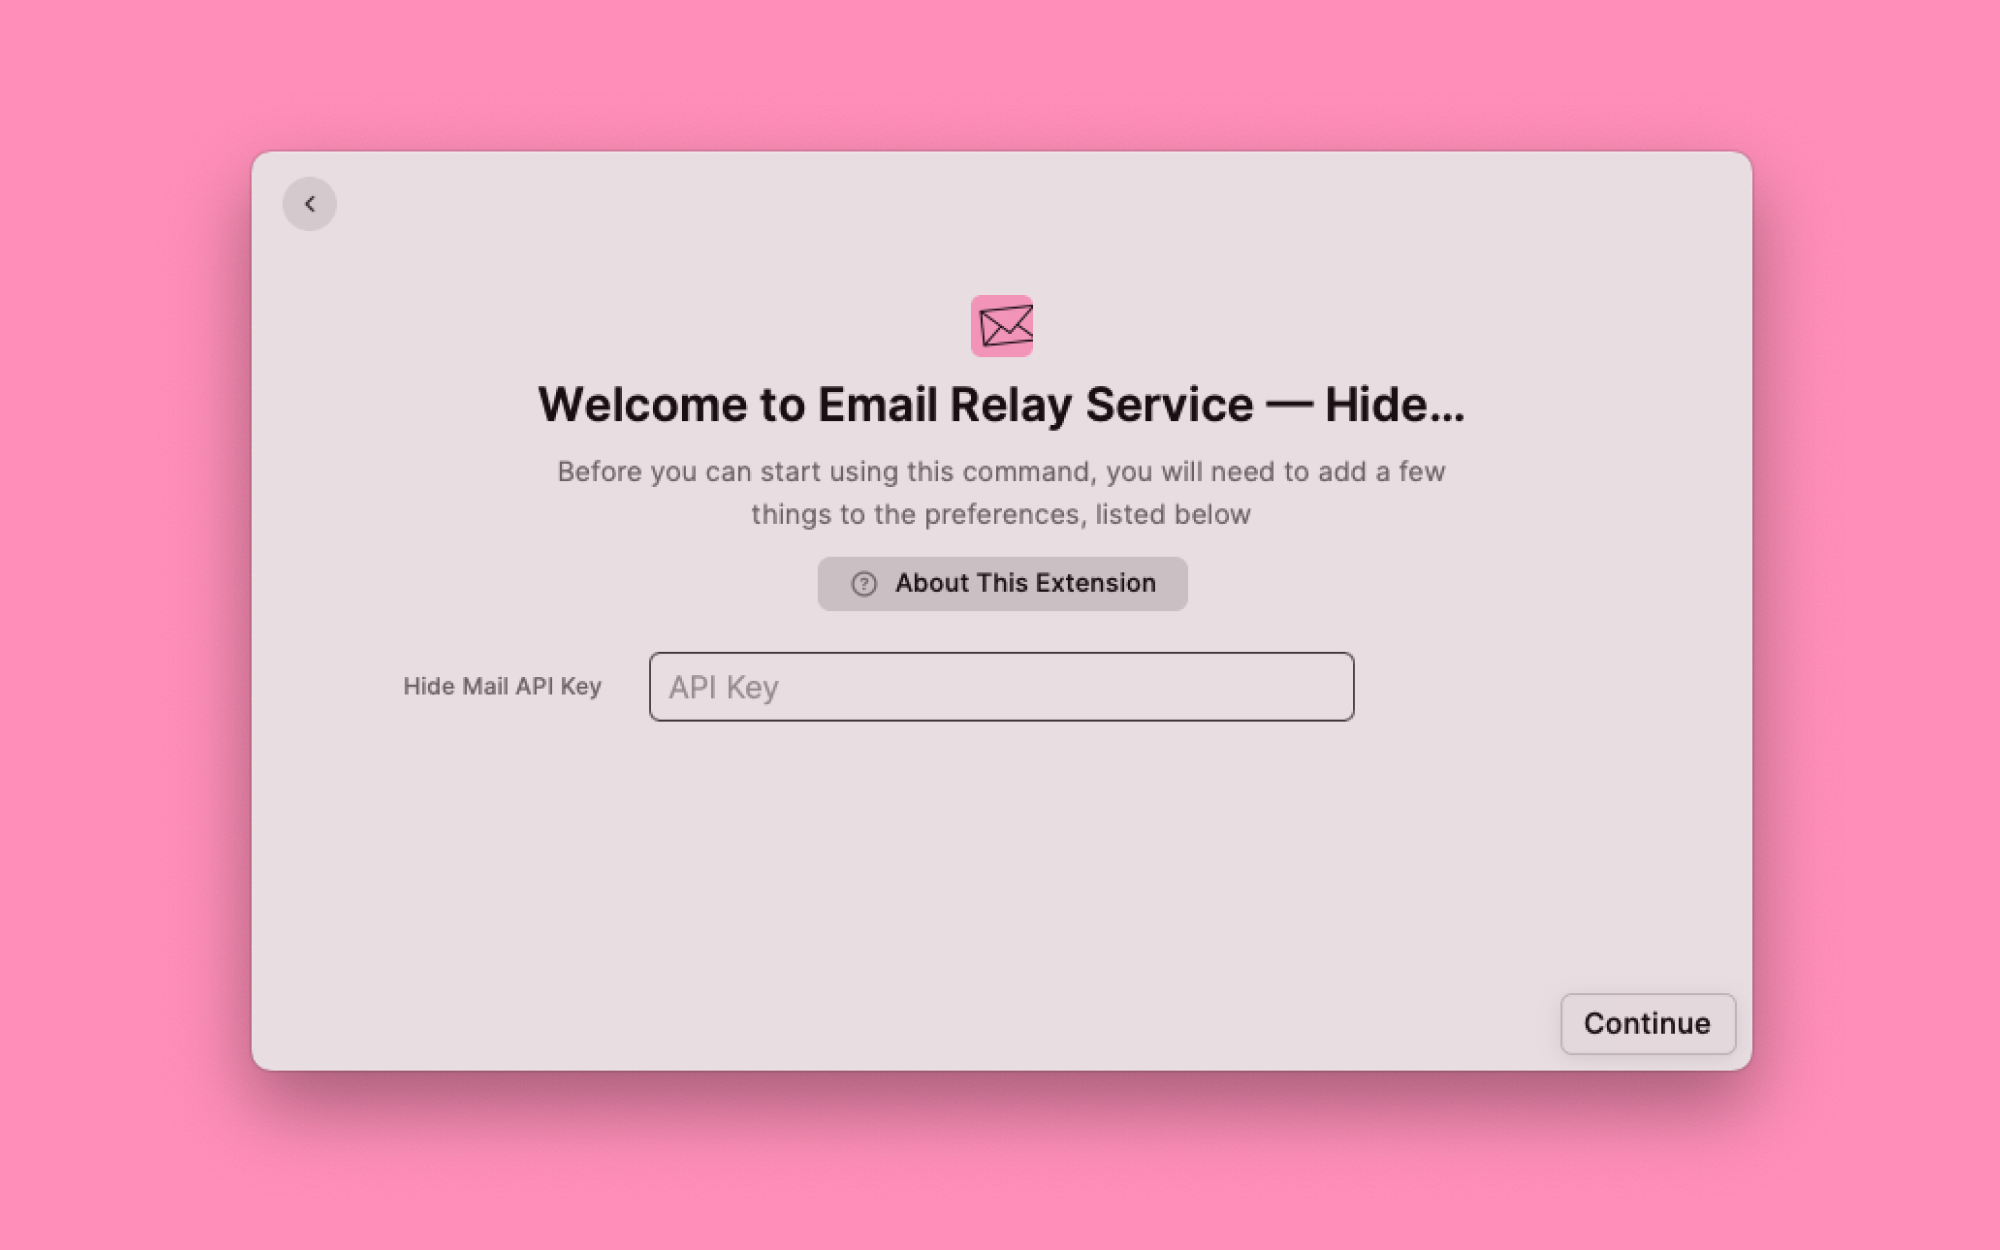 Welcome to Email Relay Service — Hide...
Before you can start using this command, you will need to add a few
things to the preferences, listed below
? About This Extension
Hide Mail API Key
API Key
Continue